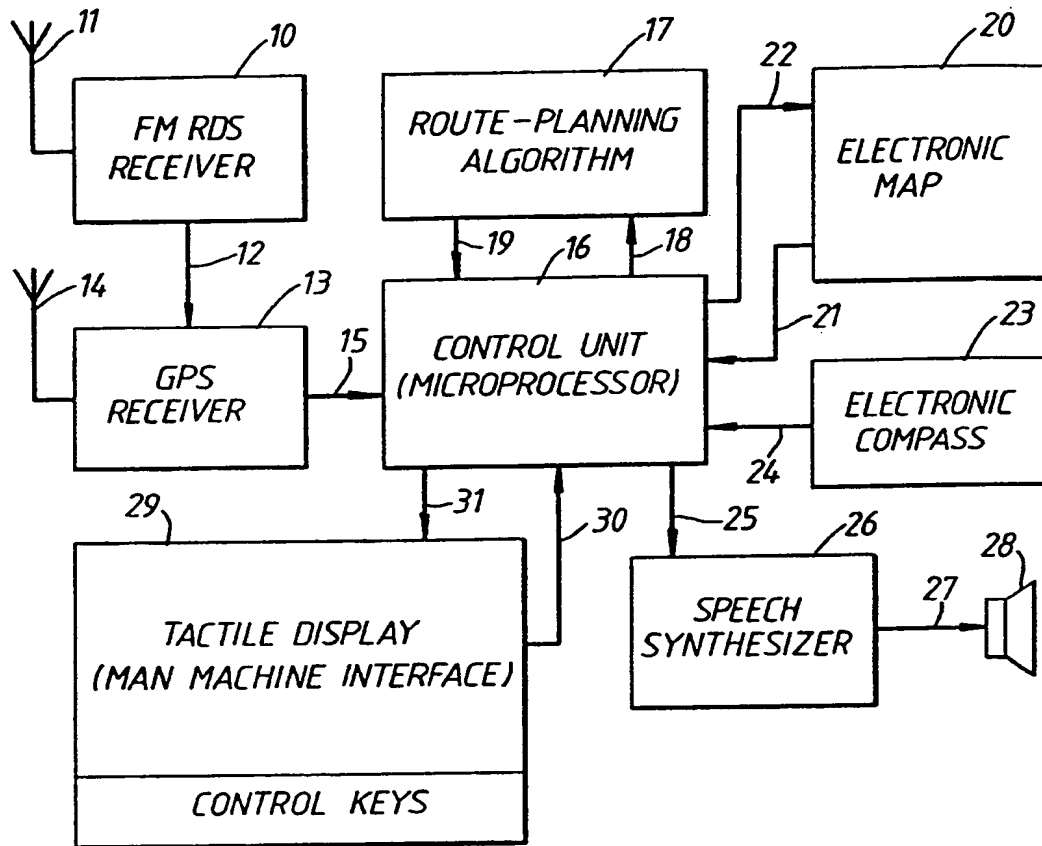 11
10
FM RDS
RECEIVER
12
17
ROUTE-PLANNING
ALGORITHM
19
18
22
20
ELECTRONIC
MAP
21
14
13
GPS
RECEIVER
15
16
CONTROL UNIT
(MICROPROCESSOR)
23
ELECTRONIC
COMPASS
24
29
31
30
25
TACTILE DISPLAY
(MAN MACHINE INTERFACE)
CONTROL KEYS
26
SPEECH
SYNTHESIZER
27
28